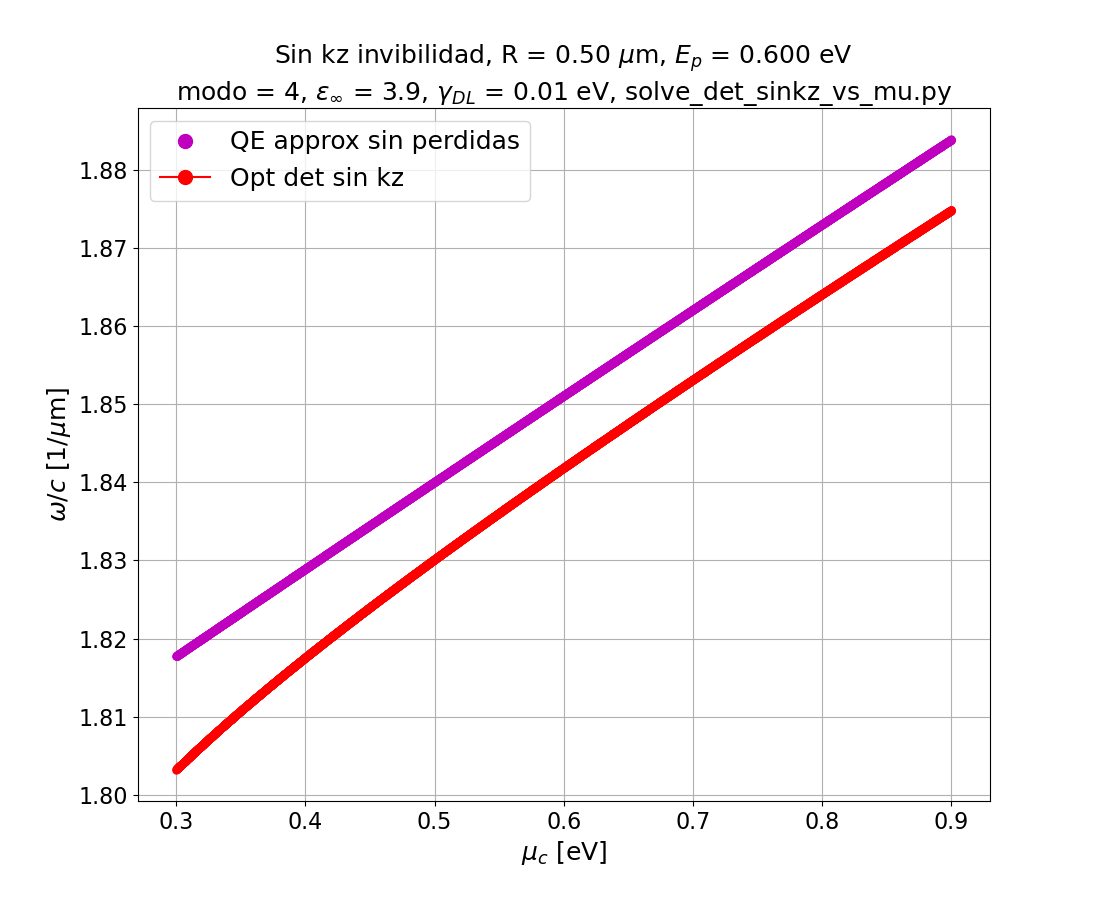 Sin kz invibilidad, R = 0.50 μm, $E_p$ = 0.600 eV
modo = 4, $ε_∞$ = 3.9, $γ_{DL}$ = 0.01 eV, solve_det_sinkz_vs_mu.py
QE approx sin perdidas
Opt det sin kz
1.88
1.87
1.86
1.85
1.84
1.83
1.82
1.81
1.80
ω/c [1/μm]
0.3 0.4 0.5 0.6 0.7 0.8 0.9
$μ_c$ [eV]